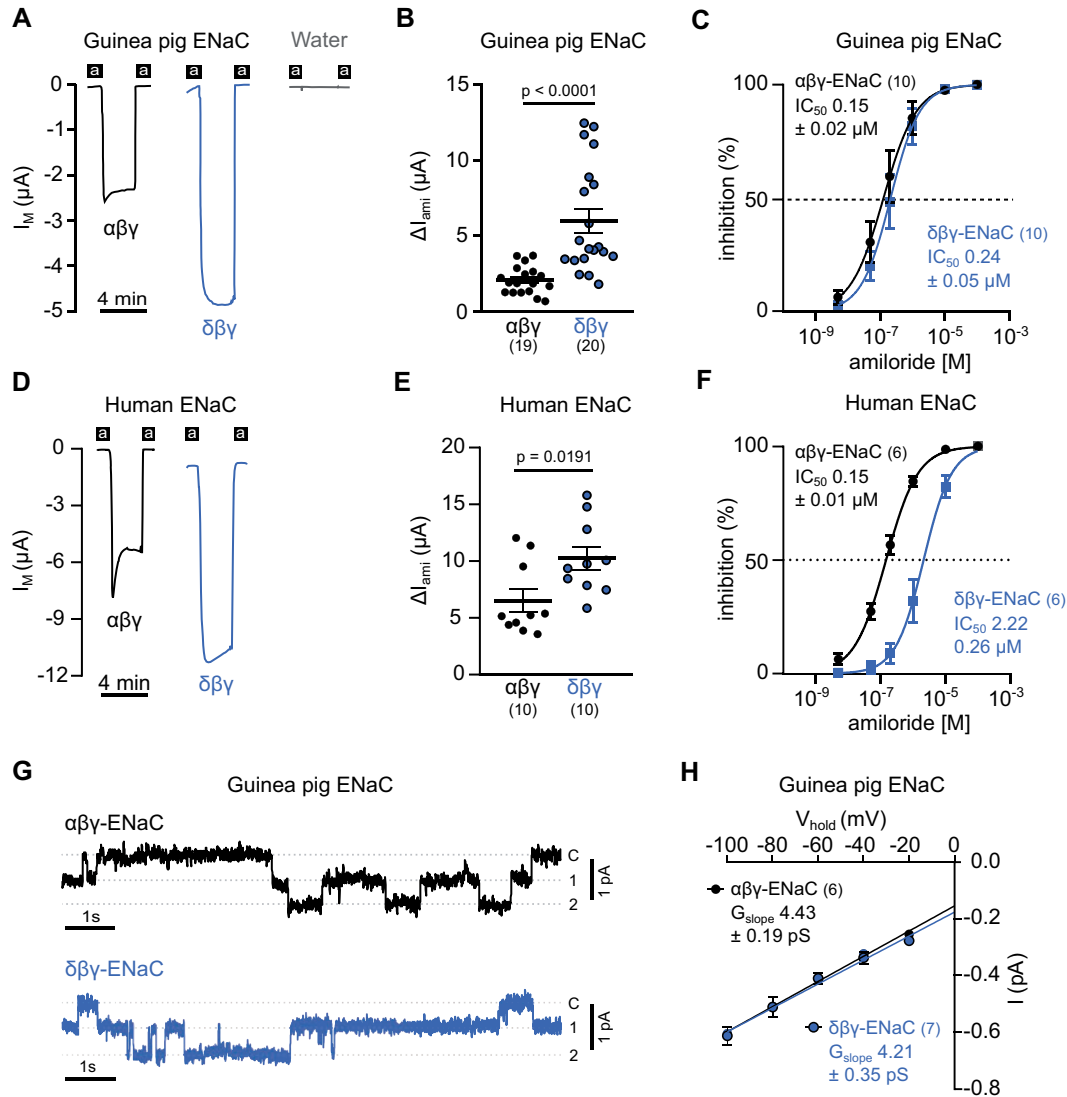 A
Guinea pig ENaC
Water
a a a a a a
0
-1
-2
-3
-4
-5
I_M (µA)
αβγ
δβγ
4 min
B
Guinea pig ENaC
p < 0.0001
15
10
5
0
ΔI_ami (µA)
αβγ
(19)
δβγ
(20)
C
Guinea pig ENaC
αβγ-ENaC (10)
IC50 0.15
± 0.02 µM
δβγ-ENaC (10)
IC50 0.24
± 0.05 µM
100
50
0
inhibition (%)
10-9 10-7 10-5 10-3
amiloride [M]
D
Human ENaC
a a a a
0
-3
-6
-9
-12
I_M (µA)
αβγ
δβγ
4 min
E
Human ENaC
p = 0.0191
20
15
10
5
0
ΔI_ami (µA)
αβγ
(10)
δβγ
(10)
F
Human ENaC
αβγ-ENaC (6)
IC50 0.15
± 0.01 µM
δβγ-ENaC (6)
IC50 2.22
0.26 µM
100
50
0
inhibition (%)
10-9 10-7 10-5 10-3
amiloride [M]
G
Guinea pig ENaC
αβγ-ENaC
C
1
2
1 pA
1s
δβγ-ENaC
C
1
2
1 pA
1s
H
Guinea pig ENaC
V_hold (mV)
-100 -80 -60 -40 -20 0
0.0
-0.2
-0.4
-0.6
-0.8
I (pA)
αβγ-ENaC (6)
G_slope 4.43
± 0.19 pS
δβγ-ENaC (7)
G_slope 4.21
± 0.35 pS